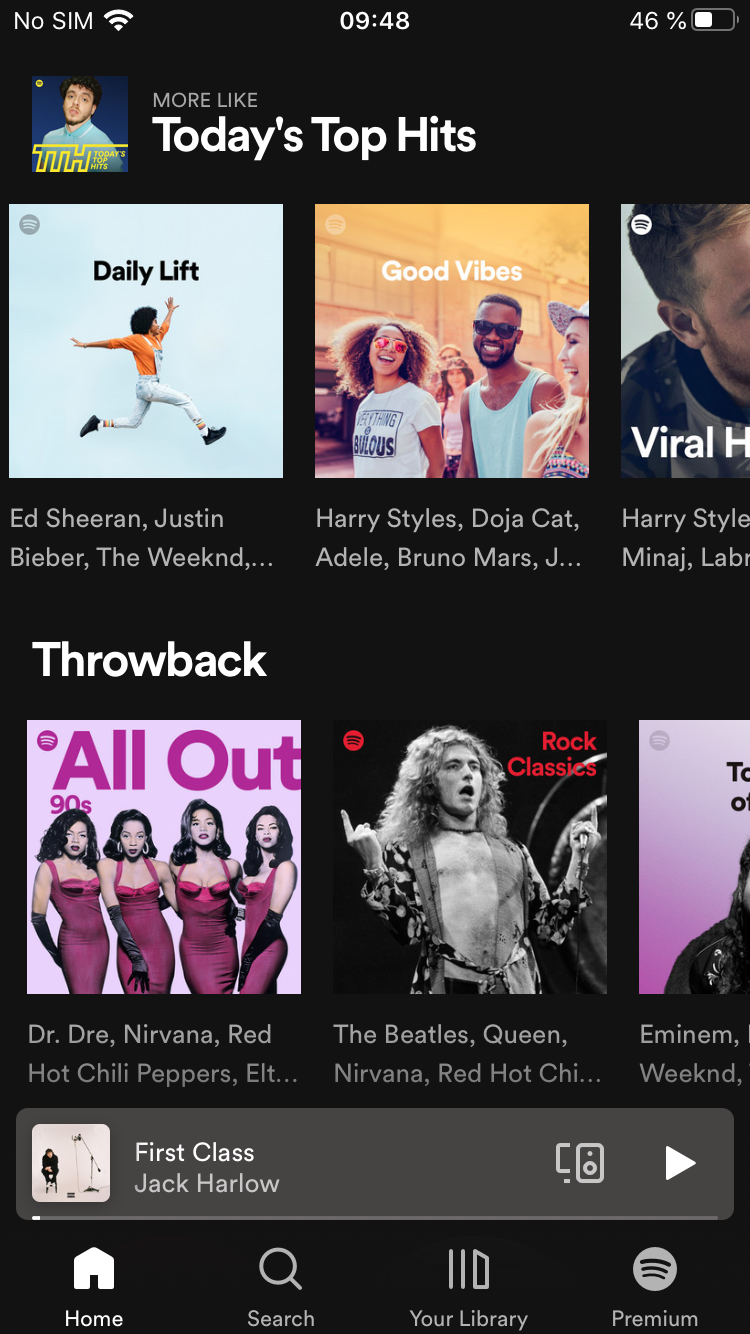 No SIM 09:48 46 %
MORE LIKE
Today's Top Hits
TTH TODAY'S
TOP
HITS
Daily Lift
Good Vibes
Viral H
Ed Sheeran, Justin
Bieber, The Weeknd,...
Harry Styles, Doja Cat,
Adele, Bruno Mars, J...
Harry Style
Minaj, Labr
Throwback
All Out
90s
Rock
Classics
To
of
Dr. Dre, Nirvana, Red
Hot Chili Peppers, Elt...
The Beatles, Queen,
Nirvana, Red Hot Chi...
Eminem,
Weeknd,
First Class
Jack Harlow
Home
Search
Your Library
Premium